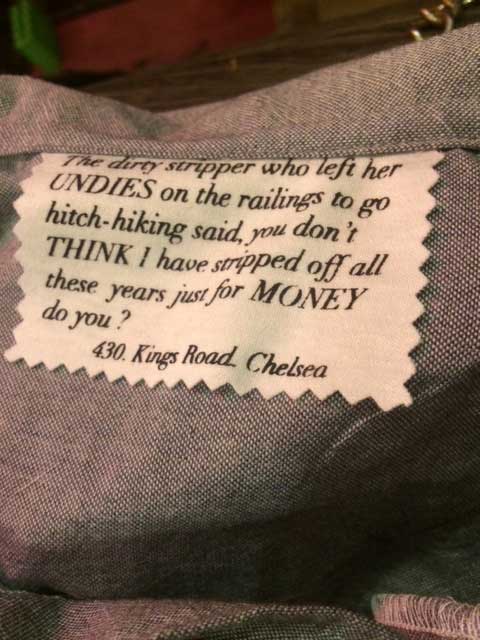 The dirty stripper who left her
UNDIES on the railings to go
hitch-hiking said, you don't
THINK I have stripped off all
these years just for MONEY
do you ?
430. Kings Road. Chelsea